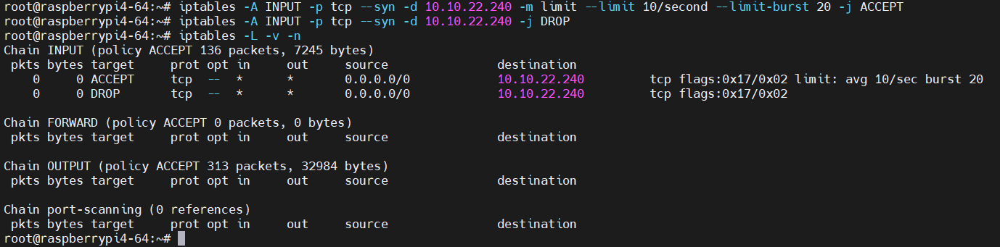 root@raspberrypi4-64:~# iptables -A INPUT -p tcp --syn -d 10.10.22.240 -m limit --limit 10/second --limit-burst 20 -j ACCEPT
root@raspberrypi4-64:~# iptables -A INPUT -p tcp --syn -d 10.10.22.240 -j DROP
root@raspberrypi4-64:~# iptables -L -v -n
Chain INPUT (policy ACCEPT 136 packets, 7245 bytes)
 pkts bytes target     prot opt in     out     source               destination
    0     0 ACCEPT     tcp  --  *      *       0.0.0.0/0            10.10.22.240         tcp flags:0x17/0x02 limit: avg 10/sec burst 20
    0     0 DROP       tcp  --  *      *       0.0.0.0/0            10.10.22.240         tcp flags:0x17/0x02

Chain FORWARD (policy ACCEPT 0 packets, 0 bytes)
 pkts bytes target     prot opt in     out     source               destination

Chain OUTPUT (policy ACCEPT 313 packets, 32984 bytes)
 pkts bytes target     prot opt in     out     source               destination

Chain port-scanning (0 references)
 pkts bytes target     prot opt in     out     source               destination
root@raspberrypi4-64:~#